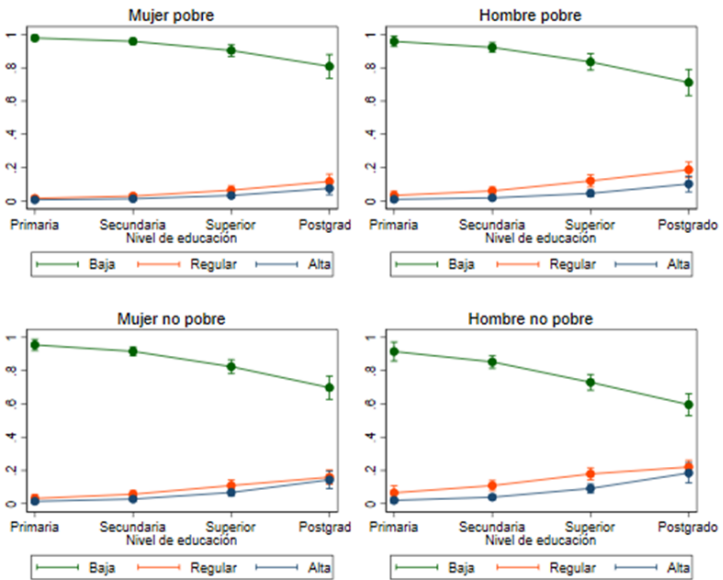 Mujer pobre
1
.8
.6
.4
.2
0
Primaria Secundaria Superior Postgrad
Nivel de educación
Baja Regular Alta
Hombre pobre
1
.8
.6
.4
.2
0
Primaria Secundaria Superior Postgrado
Nivel de educación
Baja Regular Alta
Mujer no pobre
1
.8
.6
.4
.2
0
Primaria Secundaria Superior Postgrad
Nivel de educación
Baja Regular Alta
Hombre no pobre
1
.8
.6
.4
.2
0
Primaria Secundaria Superior Postgrado
Nivel de educación
Baja Regular Alta